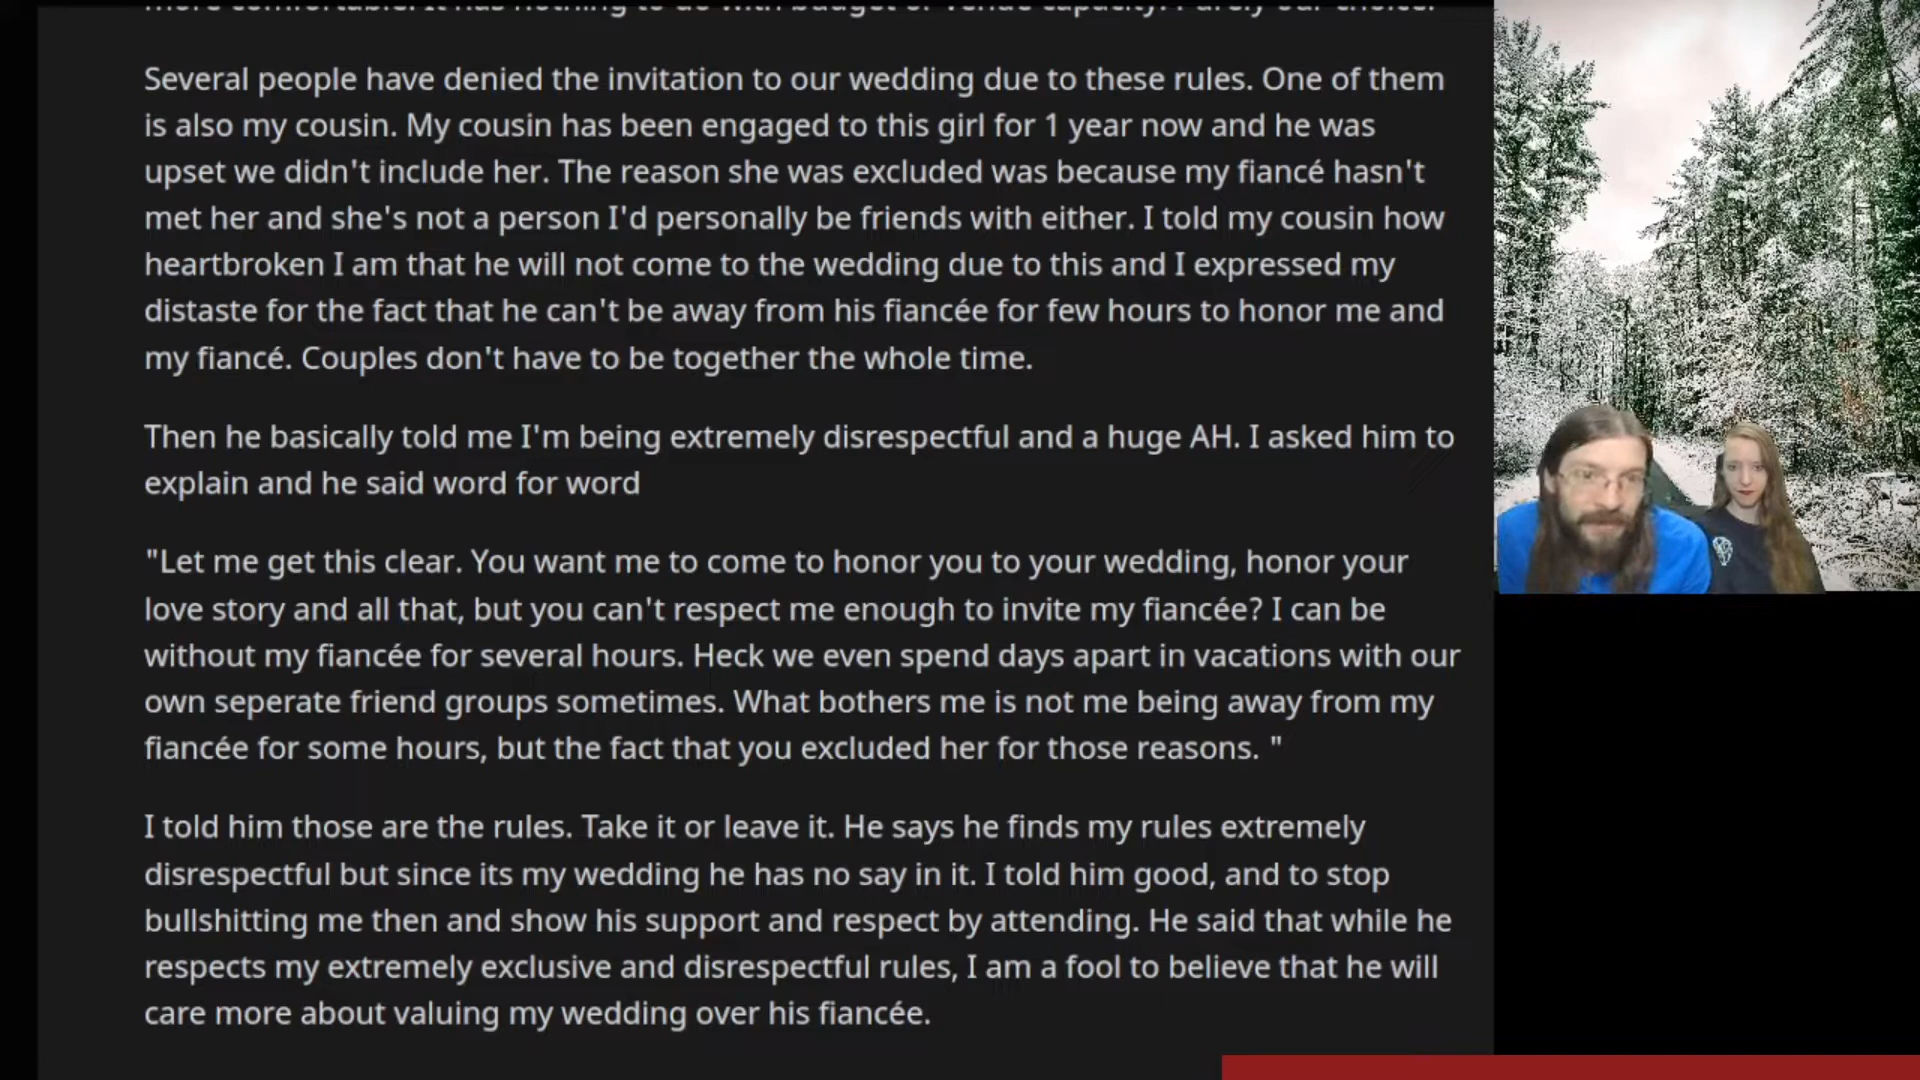 more comfortable. It has nothing to do with budget or venue capacity. Purely our choice.
Several people have denied the invitation to our wedding due to these rules. One of them
is also my cousin. My cousin has been engaged to this girl for 1 year now and he was
upset we didn't include her. The reason she was excluded was because my fiancé hasn't
met her and she's not a person I'd personally be friends with either. I told my cousin how
heartbroken I am that he will not come to the wedding due to this and I expressed my
distaste for the fact that he can't be away from his fiancée for few hours to honor me and
my fiancé. Couples don't have to be together the whole time.
Then he basically told me I'm being extremely disrespectful and a huge AH. I asked him to
explain and he said word for word
"Let me get this clear. You want me to come to honor you to your wedding, honor your
love story and all that, but you can't respect me enough to invite my fiancée? I can be
without my fiancée for several hours. Heck we even spend days apart in vacations with our
own seperate friend groups sometimes. What bothers me is not me being away from my
fiancée for some hours, but the fact that you excluded her for those reasons. "
I told him those are the rules. Take it or leave it. He says he finds my rules extremely
disrespectful but since its my wedding he has no say in it. I told him good, and to stop
bullshitting me then and show his support and respect by attending. He said that while he
respects my extremely exclusive and disrespectful rules, I am a fool to believe that he will
care more about valuing my wedding over his fiancée.